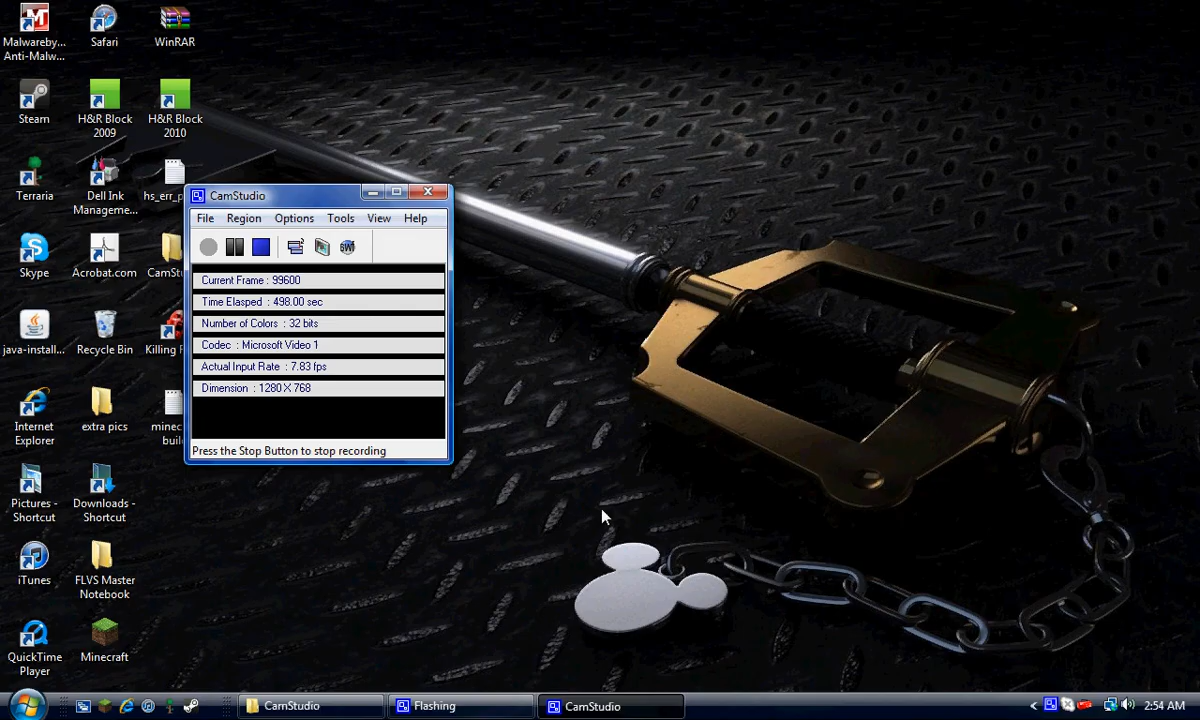 Malwareby...
Anti-Malw...
Safari
WinRAR
Steam
H&R Block
2009
H&R Block
2010
Terraria
Dell Ink
Manageme...
hs_err_p
Skype
Acrobat.com
CamSt
java-install...
Recycle Bin
Killing F
Internet
Explorer
extra pics
minec
buil
Pictures -
Shortcut
Downloads -
Shortcut
iTunes
FLVS Master
Notebook
QuickTime
Player
Minecraft
CamStudio
File Region Options Tools View Help
SWF
Current Frame : 99600
Time Elasped : 498.00 sec
Number of Colors : 32 bits
Codec : Microsoft Video 1
Actual Input Rate : 7.83 fps
Dimension : 1280 X 768
Press the Stop Button to stop recording
CamStudio
Flashing
CamStudio
2:54 AM